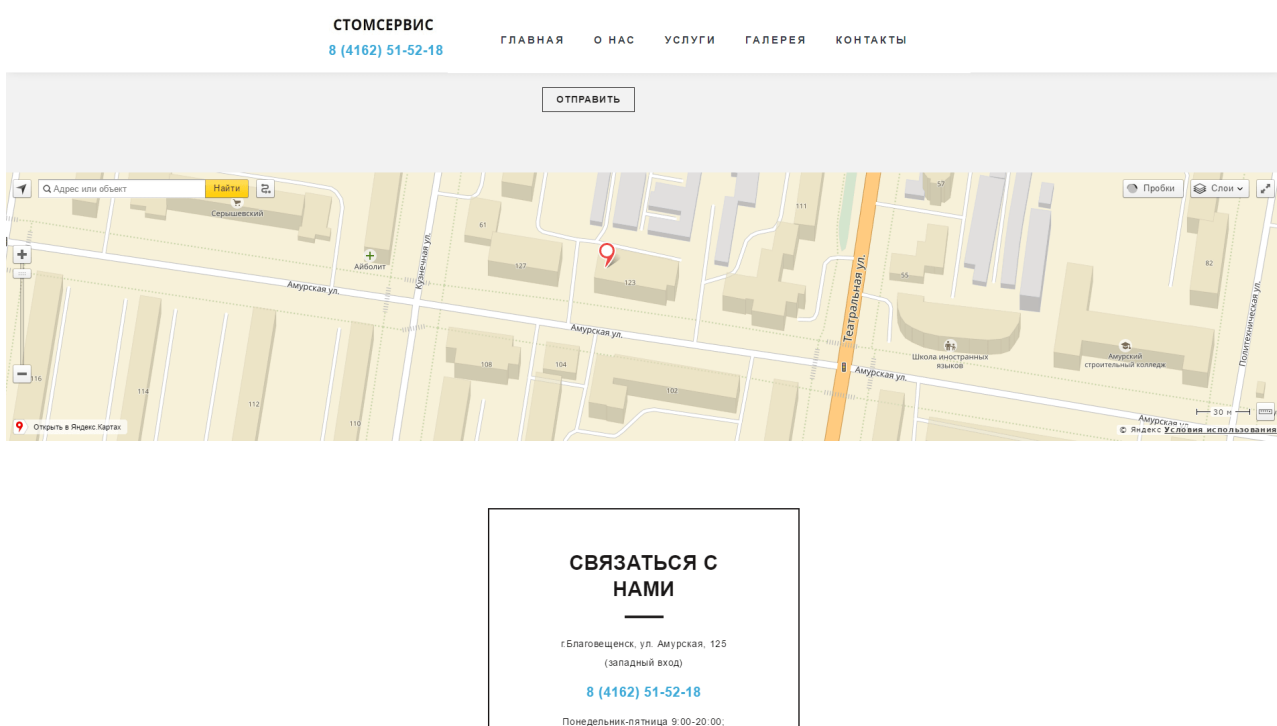 СТОМСЕРВИС
8 (4162) 51-52-18
ГЛАВНАЯ О НАС УСЛУГИ ГАЛЕРЕЯ КОНТАКТЫ
ОТПРАВИТЬ
Адрес или объект
Найти
Пробки
Слои
57
Серышевский
111
61
Кузнечная ул.
Айболит
127
123
Театральная ул.
55
82
Амурская ул.
Политехническая ул.
Амурская ул.
Школа иностранных
языков
Амурский
строительный колледж
108
104
Амурская ул.
116
114
112
102
110
30 м
Амурская ул.
Открыть в Яндекс.Картах
© Яндекс Условия использования
СВЯЗАТЬСЯ С
НАМИ
г.Благовещенск, ул. Амурская, 125
(западный вход)
8 (4162) 51-52-18
Понедельник-пятница 9:00-20:00;